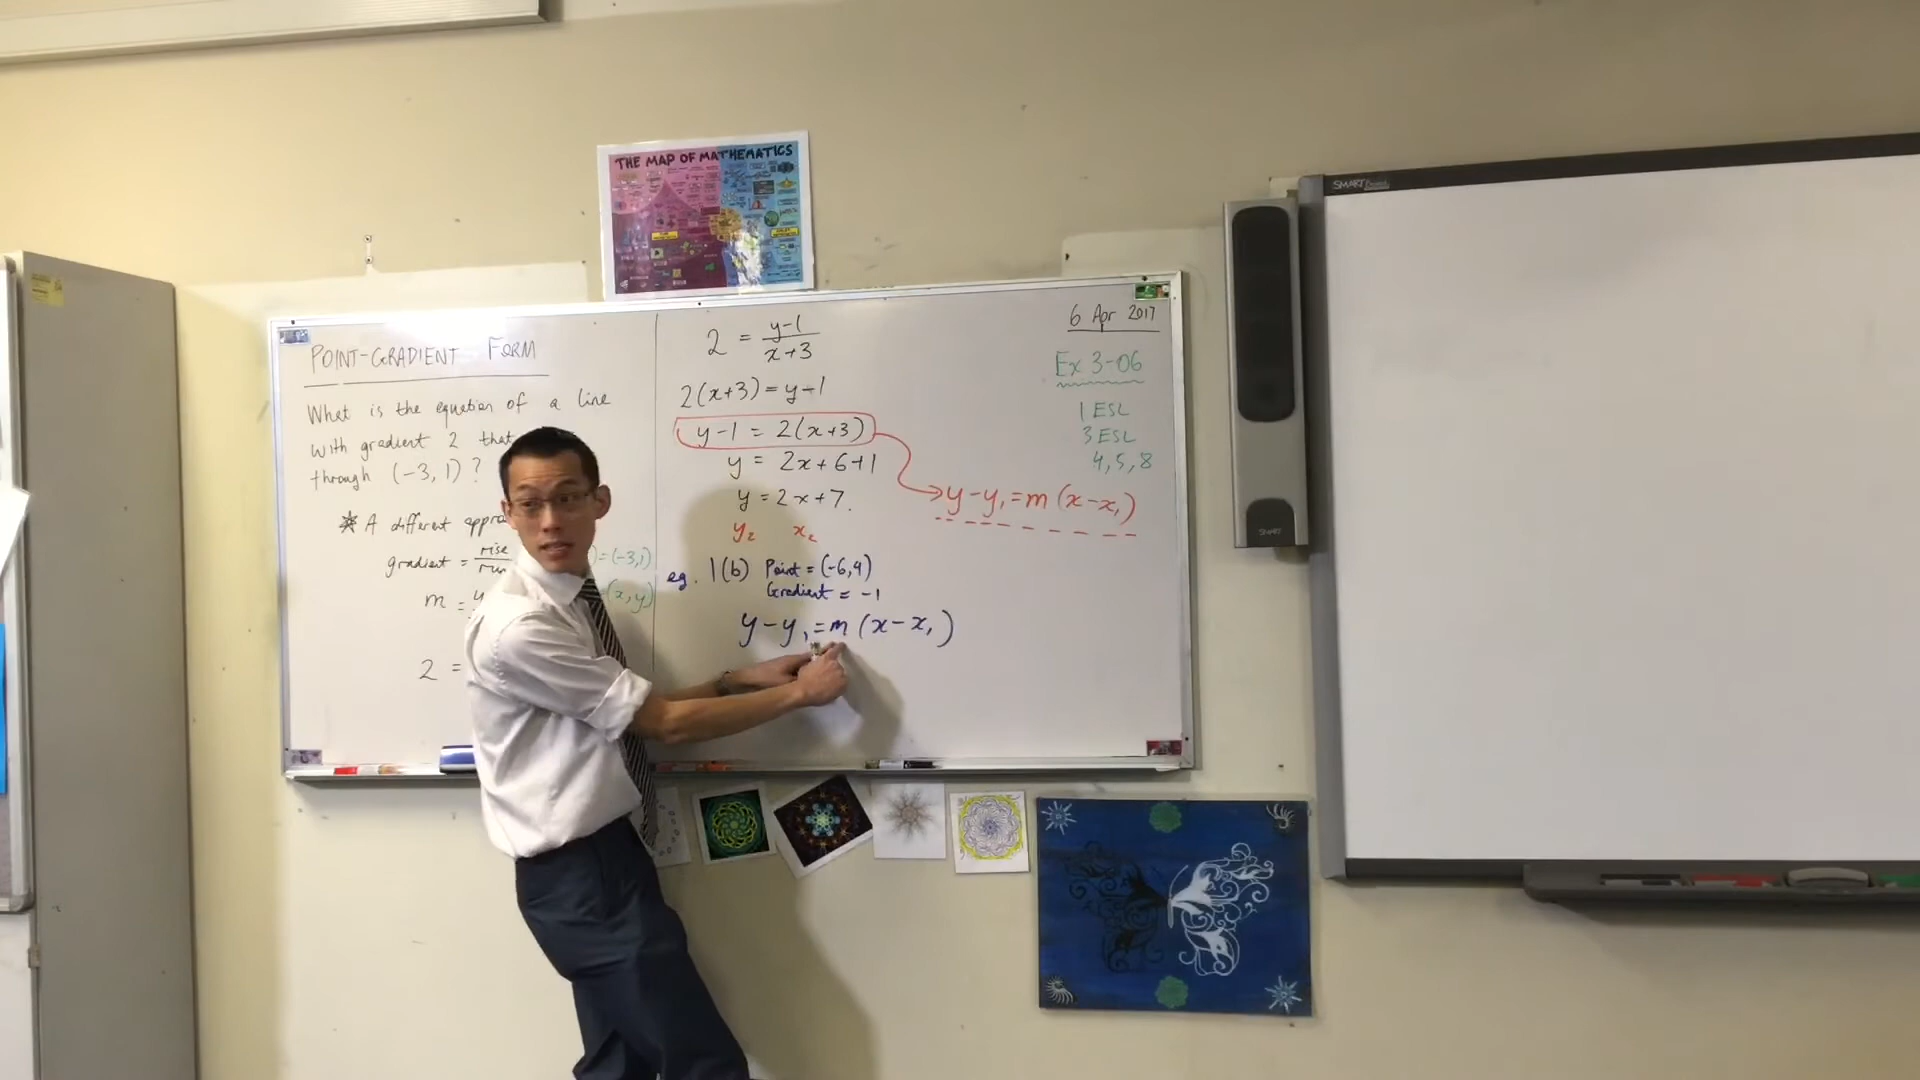 THE MAP OF MATHEMATICS
SMART
POINT-GRADIENT FORM
What is the equation of a line
with gradient 2 that
through (-3, 1)?
* A different appro
gradient = rise/run
= (-3,1)
m =
= (x, y)
2 =
2 = (y-1)/(x+3)
2(x+3) = y-1
y-1 = 2(x+3)
y = 2x+6+1
y = 2x+7.
y₂ x₂
y-y₁=m(x-x₁)
eg. 1(b) Point = (-6,4)
Gradient = -1
y-y₁=m(x-x₁)
6 Apr 2017
Ex 3-06
1 ESL
3 ESL
4, 5, 8
SMART